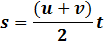 s = (u + v)/2 t